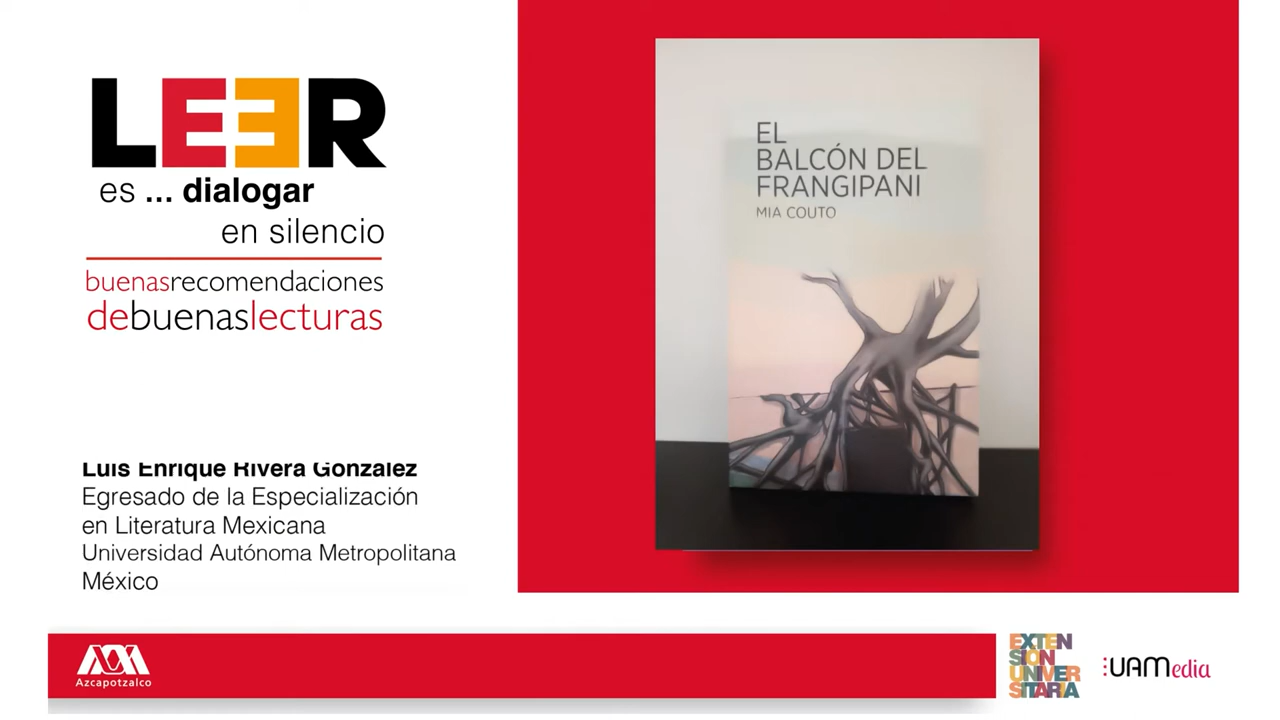 LEER
es ... dialogar
en silencio
buenasrecomendaciones
debuenaslecturas
Luis Enrique Rivera González
Egresado de la Especialización
en Literatura Mexicana
Universidad Autónoma Metropolitana
México
EL
BALCÓN DEL
FRANGIPANI
MIA COUTO
Azcapotzalco
EXTEN
SIÓN
UNIVER
SITARIA
UAMedia